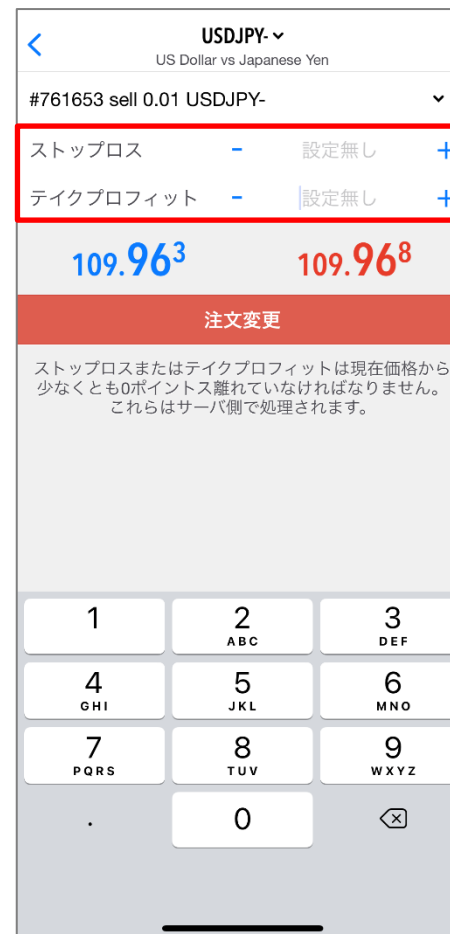 USDJPY-
US Dollar vs Japanese Yen
#761653 sell 0.01 USDJPY-
ストップロス - 設定無し +
テイクプロフィット - 設定無し +
109.963 109.968
注文変更
ストップロスまたはテイクプロフィットは現在価格から
少なくとも0ポイントス離れていなければなりません。
これらはサーバ側で処理されます。
1 2 3
ABC DEF
4 5 6
GHI JKL MNO
7 8 9
PQRS TUV WXYZ
. 0